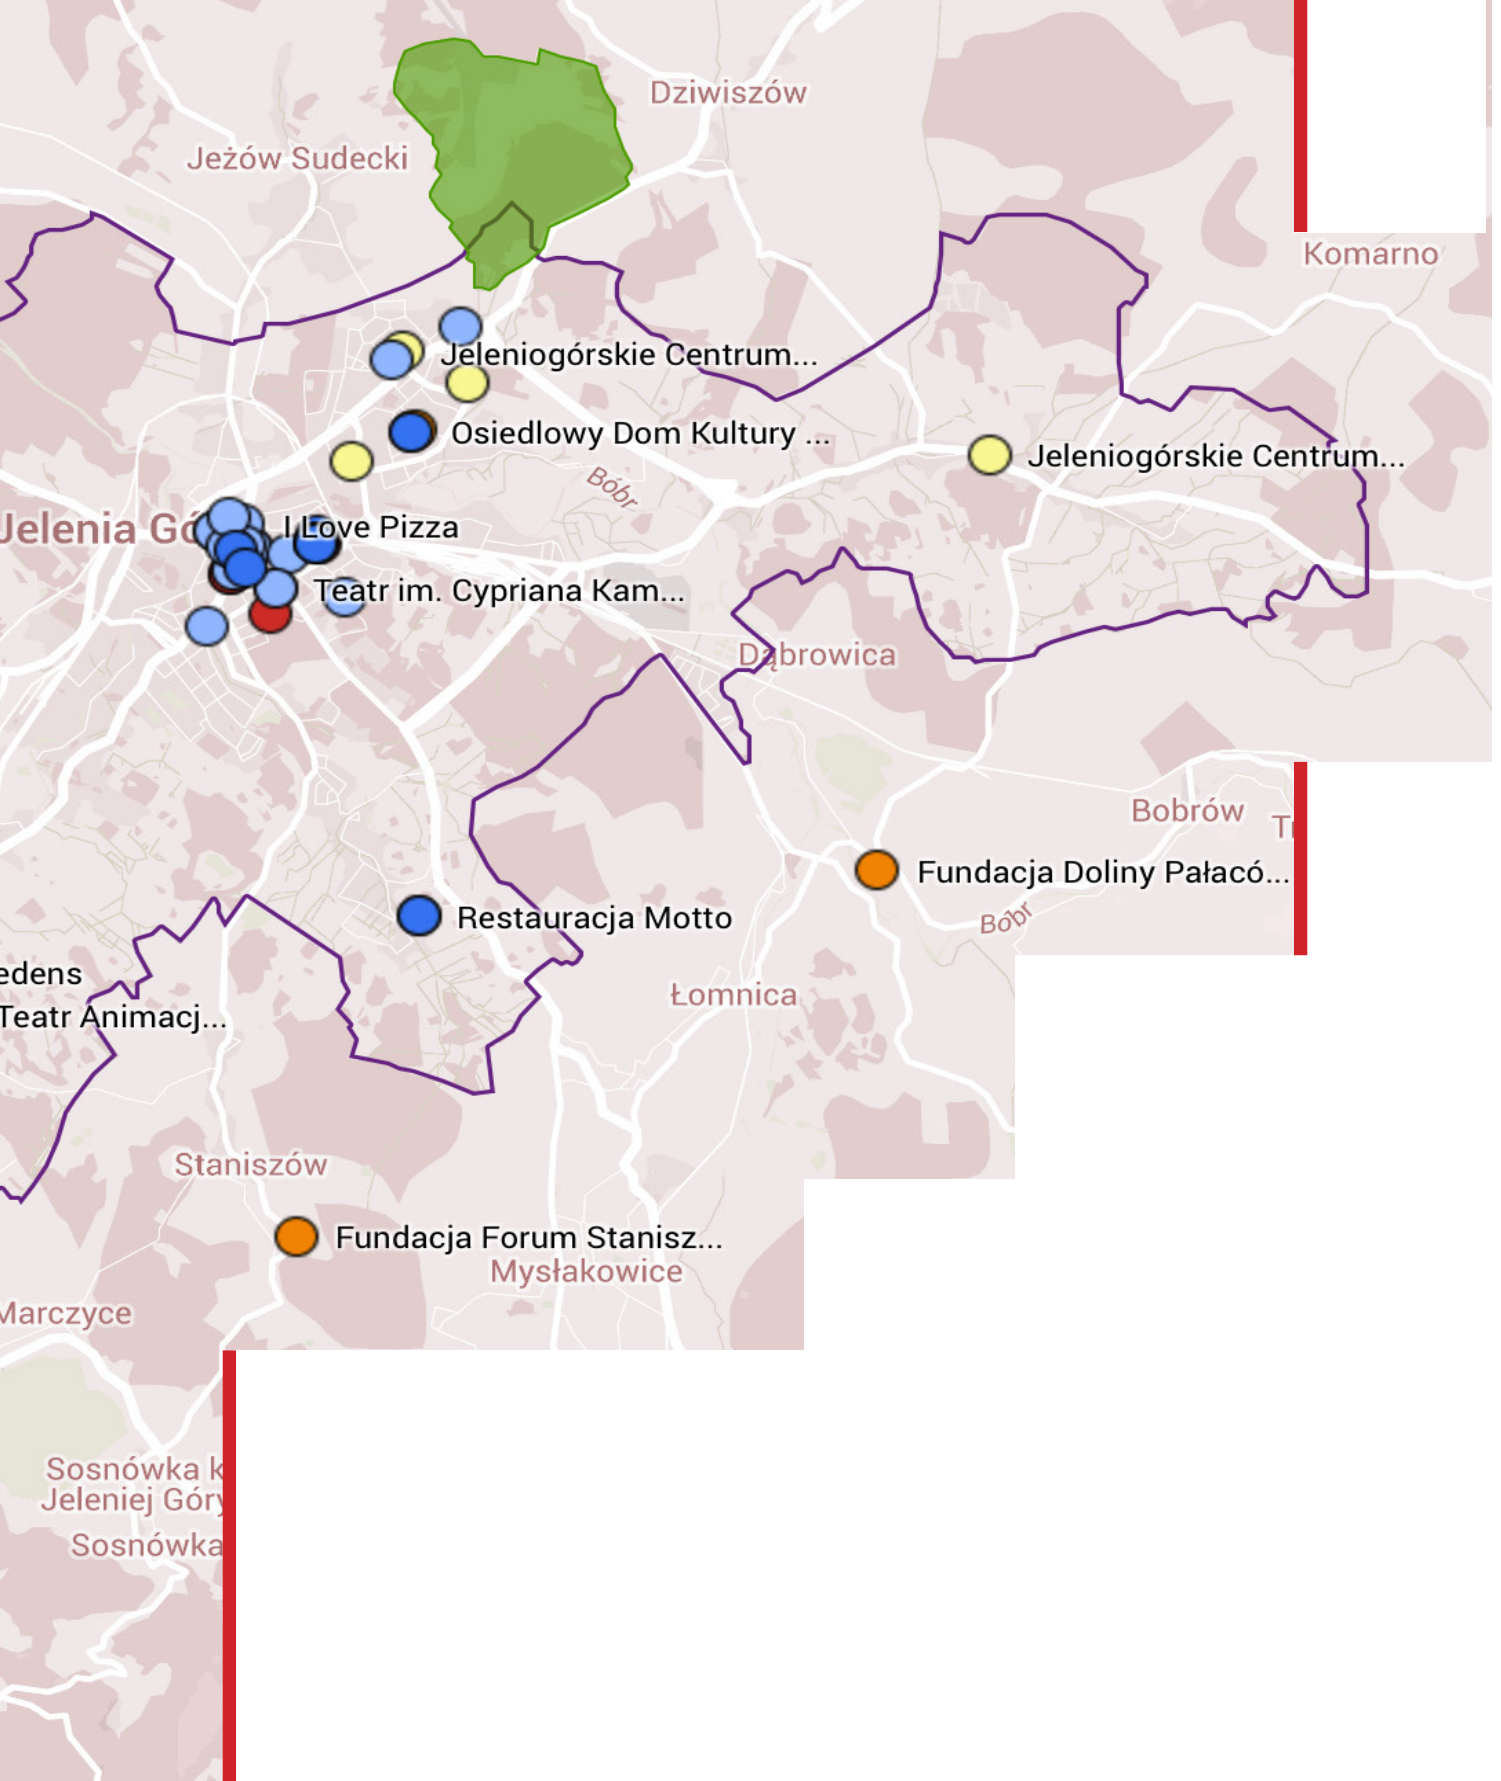 Dziwiszów
Jeżów Sudecki
Komarno
Jeleniogórskie Centrum...
Osiedlowy Dom Kultury ...
Jeleniogórskie Centrum...
Bóbr
Jelenia
I Love Pizza
Teatr im. Cypriana Kam...
Dąbrowica
Bobrów
Fundacja Doliny Pałacó...
Bóbr
Restauracja Motto
edens
Łomnica
Teatr Animacj...
Staniszów
Fundacja Forum Stanisz...
Mysłakowice
Marczyce
Sosnówka k
Jeleniej Góry
Sosnówka